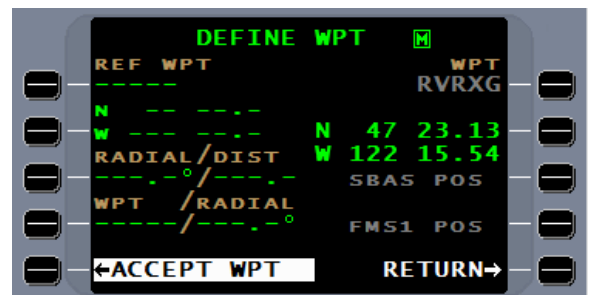 DEFINE WPT M
REF WPT WPT
----- RVRXG
N -- --.-
W --- --.- N 47 23.13
RADIAL/DIST W 122 15.54
---.-°/---.- SBAS POS
WPT /RADIAL
-----/---.-° FMS1 POS
←ACCEPT WPT RETURN→